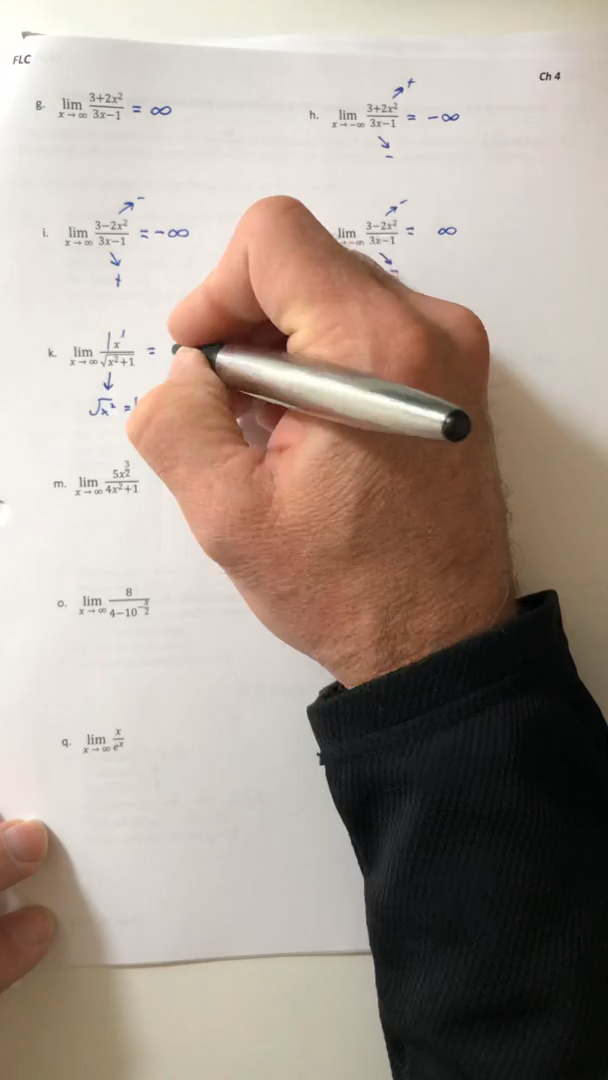 FLC
Ch 4
g. lim x→∞ 3+2x²/3x−1 = ∞
h. lim x→−∞ 3+2x²/3x−1 = −∞
↗ +
↘ −
i. lim x→∞ 3−2x²/3x−1 = −∞
↗ −
↘ +
lim →−∞ 3−2x²/3x−1 = ∞
↗ −
↘ −
k. lim x→∞ x¹/√x²+1 =
↓
√x² =
m. lim x→∞ 5x^(3/2)/4x²+1
o. lim x→∞ 8/4−10^(−x/2)
q. lim x→∞ x/eˣ